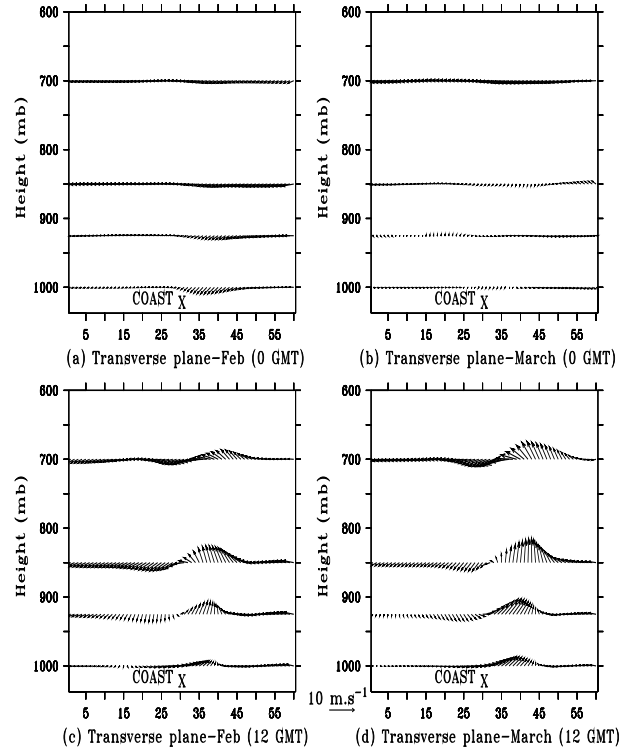 600
600
700
700
800
800
900
900
1000
1000
Height (mb)
Height (mb)
COAST X
COAST X
5 15 25 35 45 55
5 15 25 35 45 55
(a) Transverse plane-Feb (0 GMT)
(b) Transverse plane-March (0 GMT)
600
600
700
700
800
800
900
900
1000
1000
Height (mb)
Height (mb)
COAST X
COAST X
10 m.s⁻¹
5 15 25 35 45 55
5 15 25 35 45 55
(c) Transverse plane-Feb (12 GMT)
(d) Transverse plane-March (12 GMT)